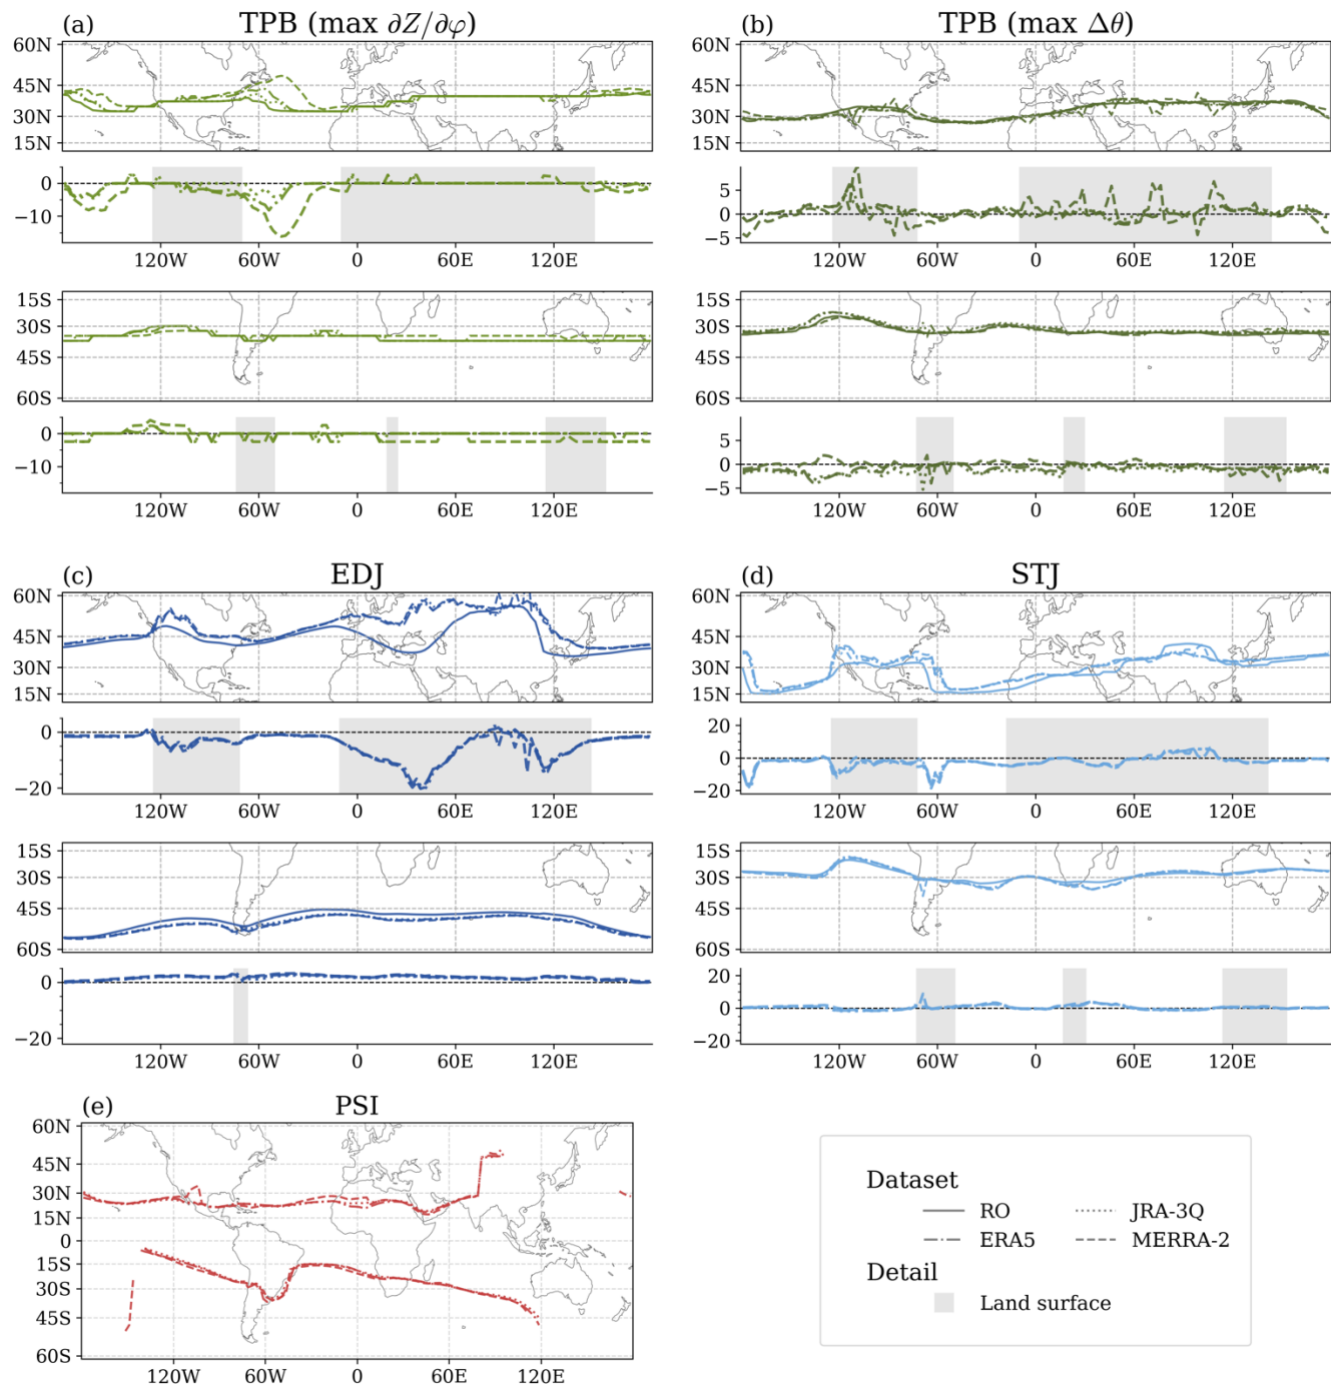 (a) TPB (max ∂Z/∂φ)
60N
45N
30N
15N
0
−10
120W 60W 0 60E 120E
15S
30S
45S
60S
0
−10
120W 60W 0 60E 120E
(b) TPB (max Δθ)
60N
45N
30N
15N
5
0
−5
120W 60W 0 60E 120E
15S
30S
45S
60S
5
0
−5
120W 60W 0 60E 120E
(c) EDJ
60N
45N
30N
15N
0
−20
120W 60W 0 60E 120E
15S
30S
45S
60S
0
−20
120W 60W 0 60E 120E
(d) STJ
60N
45N
30N
15N
20
0
−20
120W 60W 0 60E 120E
15S
30S
45S
60S
20
0
−20
120W 60W 0 60E 120E
(e) PSI
60N
45N
30N
15N
0
15S
30S
45S
60S
120W 60W 0 60E 120E
Dataset
RO JRA-3Q
ERA5 MERRA-2
Detail
Land surface